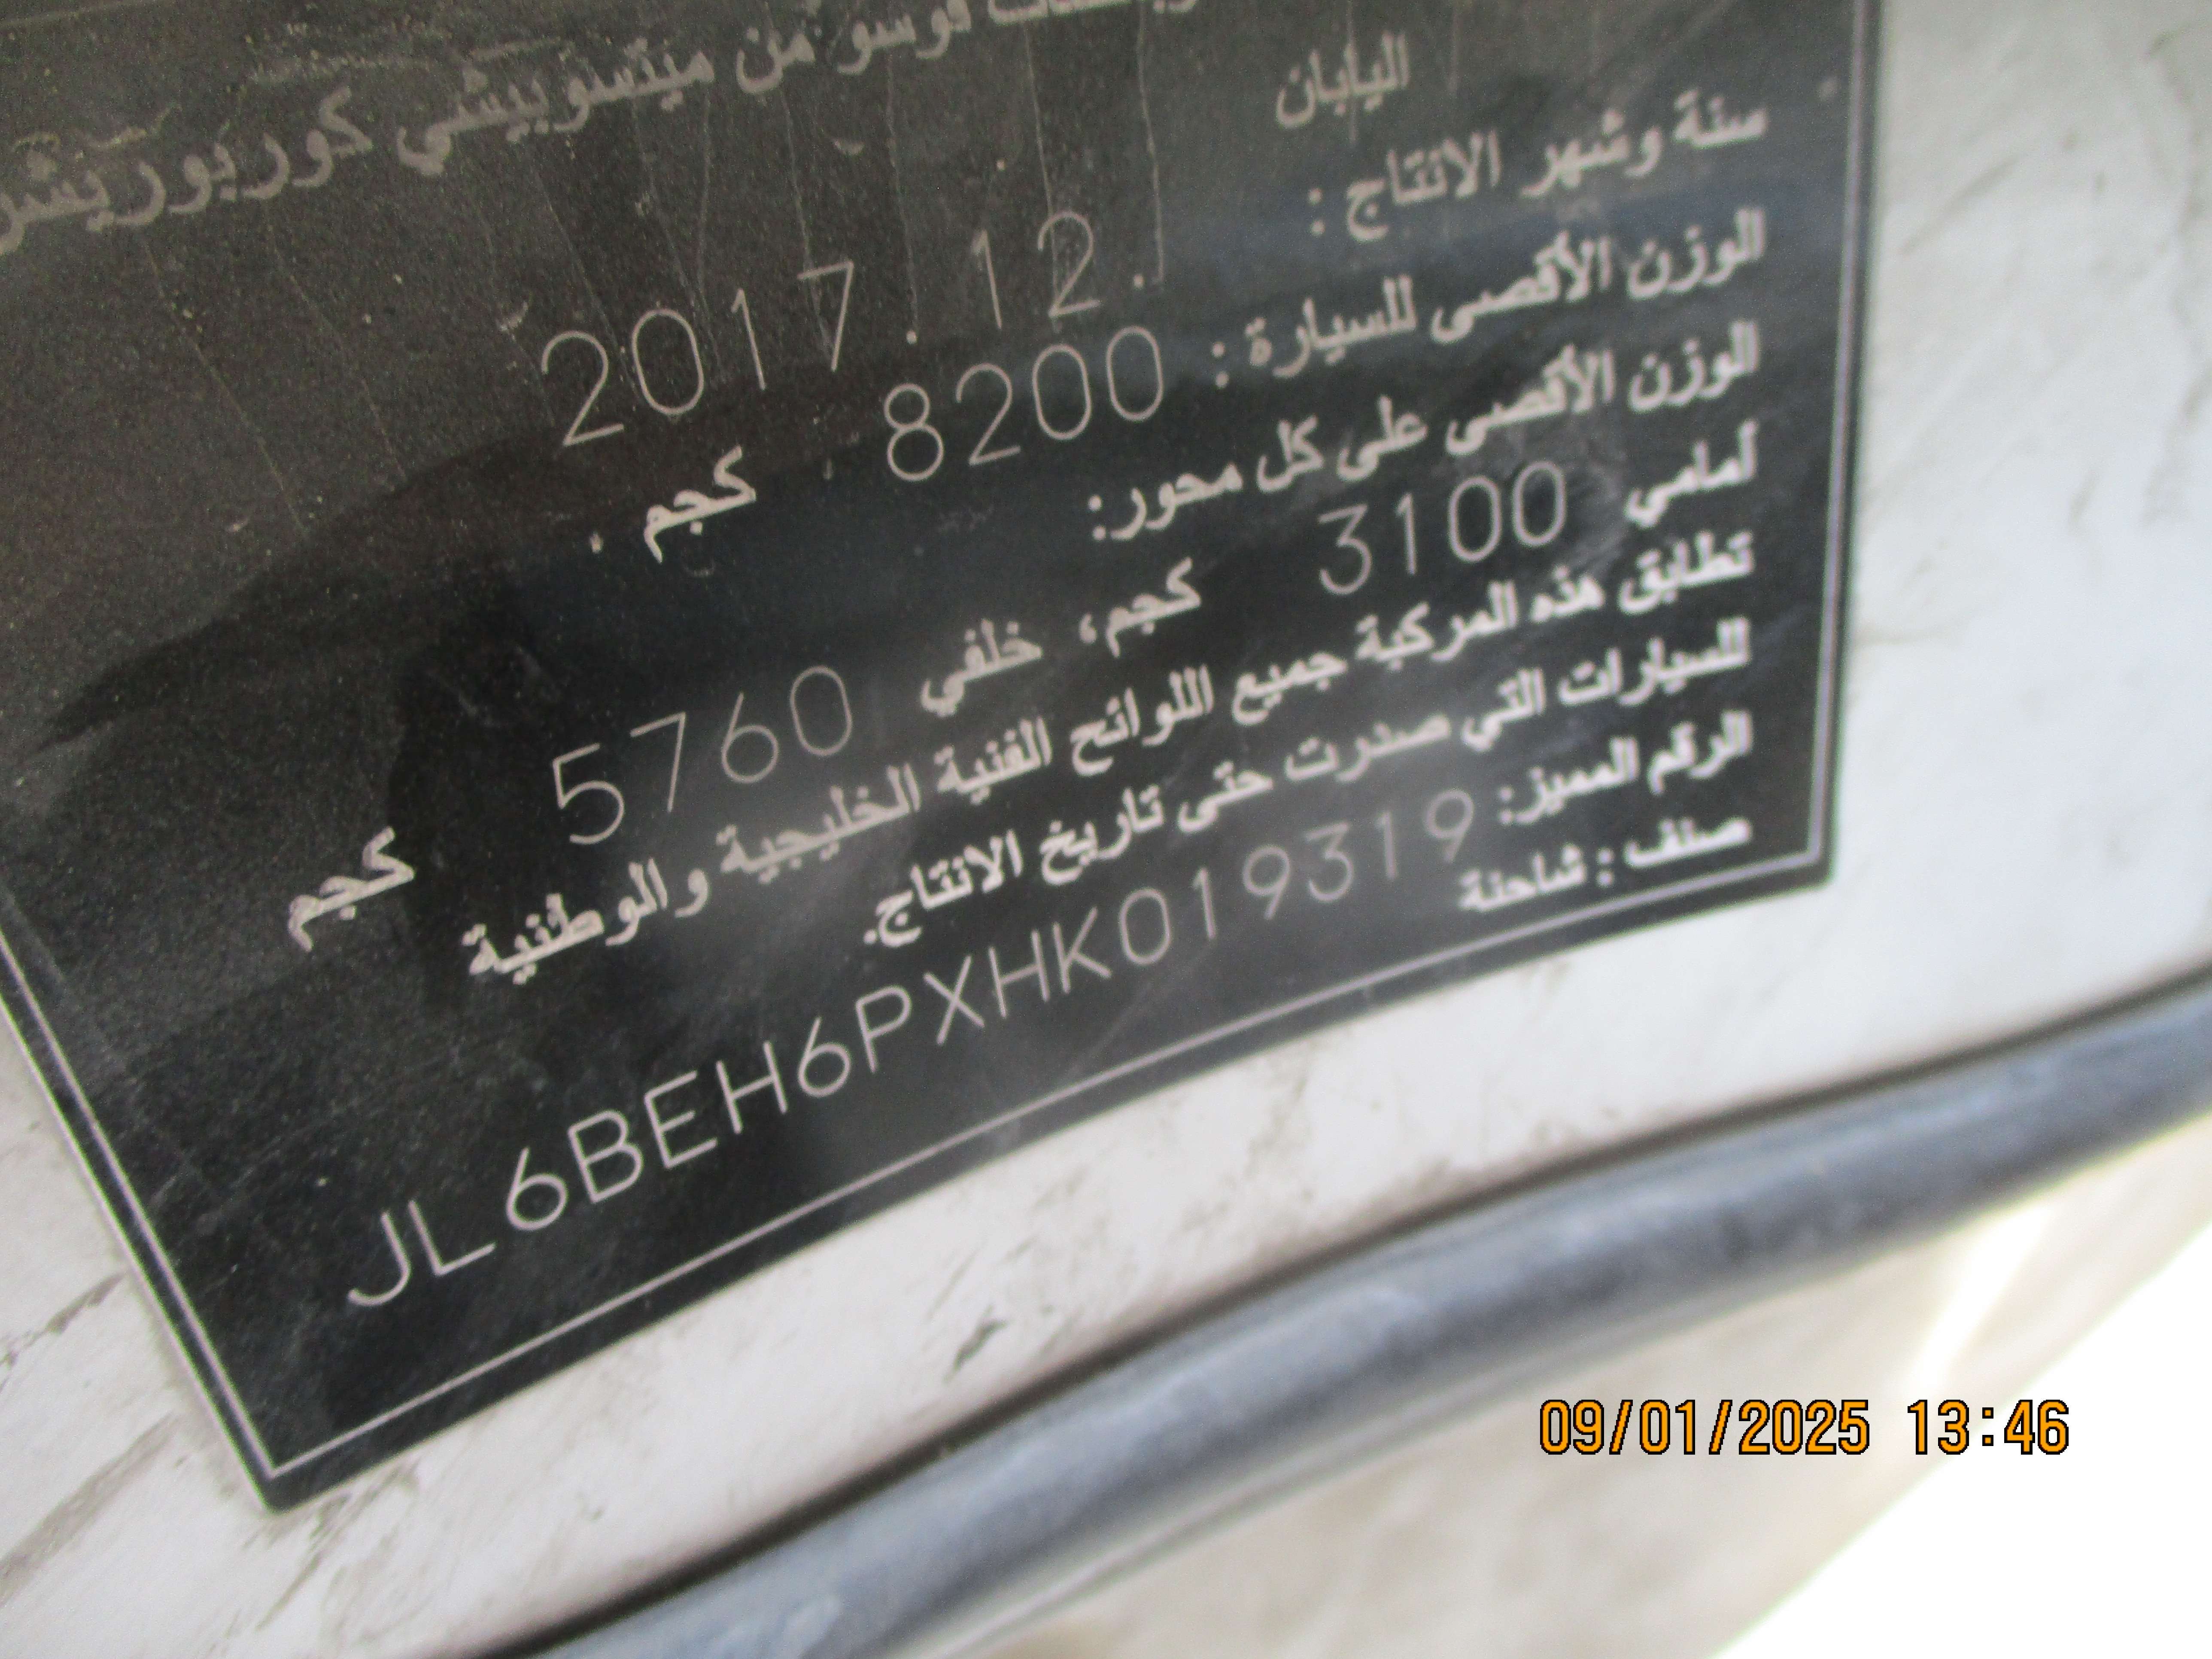 فوسو من ميتسوبيشي كوربوريشن
اليابان
سنة وشهر الانتاج : 2017.12.
الوزن الأقصى للسيارة : 8200 كجم .
الوزن الأقصى على كل محور:
أمامي 3100 كجم، خلفي 5760 كجم
تطابق هذه المركبة جميع اللوائح الفنية الخليجية والوطنية
للسيارات التي صدرت حتى تاريخ الانتاج.
الرقم المميز: JL6BEH6PXHK019319
صنف : شاحنة
09/01/2025 13:46